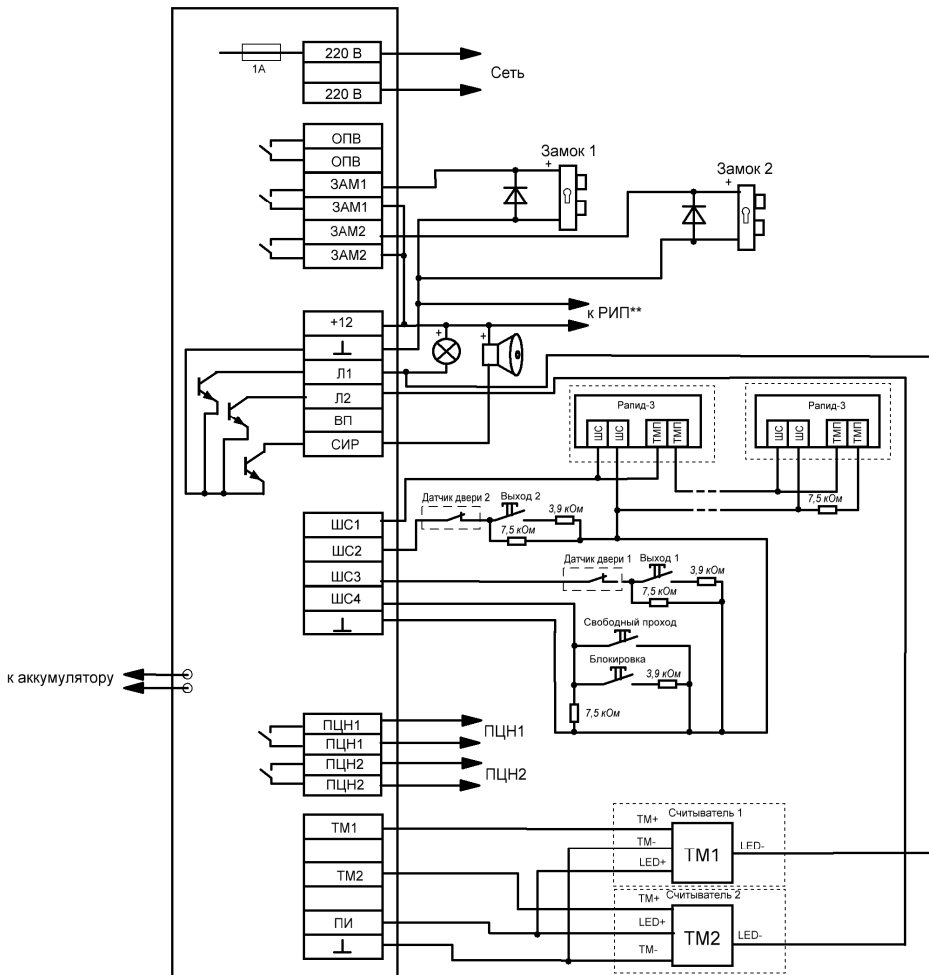 220 В
1А
220 В
Сеть
ОПВ
ОПВ
ЗАМ1
ЗАМ1
ЗАМ2
ЗАМ2
Замок 1
+
Замок 2
+
к РИП**
+12
⊥
Л1
Л2
ВП
СИР
+
+
Рапид-3
ШС
ШС
ТМП
ТМП
Рапид-3
ШС
ШС
ТМП
ТМП
7,5 кОм
ШС1
ШС2
ШС3
ШС4
⊥
Датчик двери 2
Выход 2
3,9 кОм
7,5 кОм
Датчик двери 1
Выход 1
3,9 кОм
7,5 кОм
Свободный проход
Блокировка
3,9 кОм
7,5 кОм
к аккумулятору
ПЦН1
ПЦН1
ПЦН2
ПЦН2
ПЦН1
ПЦН2
ТМ1
ТМ2
ПИ
⊥
Считыватель 1
ТМ+
ТМ-
LED+
ТМ1
LED-
Считыватель 2
ТМ+
LED+
ТМ-
ТМ2
LED-